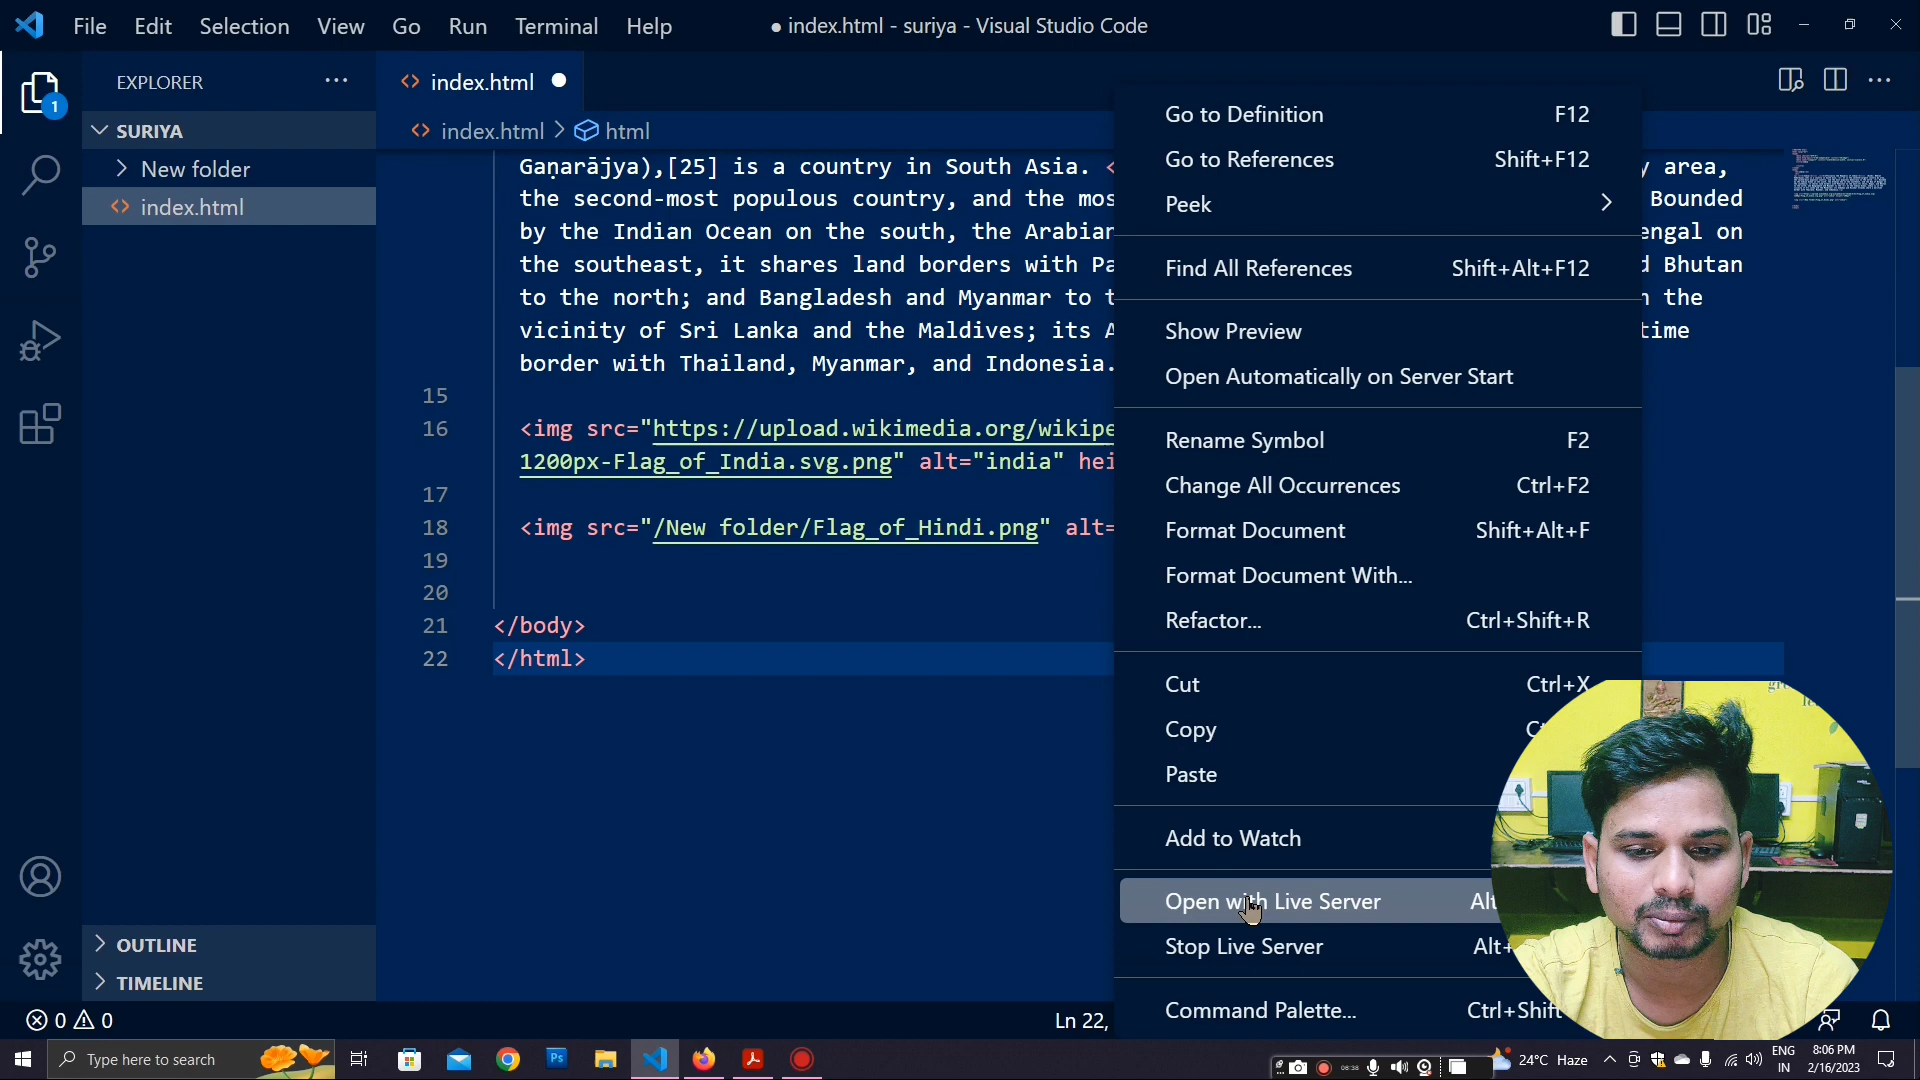 File Edit Selection View Go Run Terminal Help
● index.html - suriya - Visual Studio Code
EXPLORER ···
index.html
1
SURIYA
New folder
index.html
index.html > html
Gaṇarājya),[25] is a country in South Asia. < y area,
the second-most populous country, and the mos Bounded
by the Indian Ocean on the south, the Arabian engal on
the southeast, it shares land borders with Pa d Bhutan
to the north; and Bangladesh and Myanmar to t n the
vicinity of Sri Lanka and the Maldives; its A time
border with Thailand, Myanmar, and Indonesia.
15
16 <img src="https://upload.wikimedia.org/wikipe
1200px-Flag_of_India.svg.png" alt="india" hei
17
18 <img src="/New folder/Flag_of_Hindi.png" alt=
19
20
21 </body>
22 </html>
Go to Definition F12
Go to References Shift+F12
Peek
Find All References Shift+Alt+F12
Show Preview
Open Automatically on Server Start
Rename Symbol F2
Change All Occurrences Ctrl+F2
Format Document Shift+Alt+F
Format Document With...
Refactor... Ctrl+Shift+R
Cut Ctrl+X
Copy
Paste
Add to Watch
Open with Live Server Alt
Stop Live Server Alt+
Command Palette... Ctrl+Shift
OUTLINE
TIMELINE
0 0
Ln 22,
Type here to search
24°C Haze
ENG
IN
8:06 PM
2/16/2023